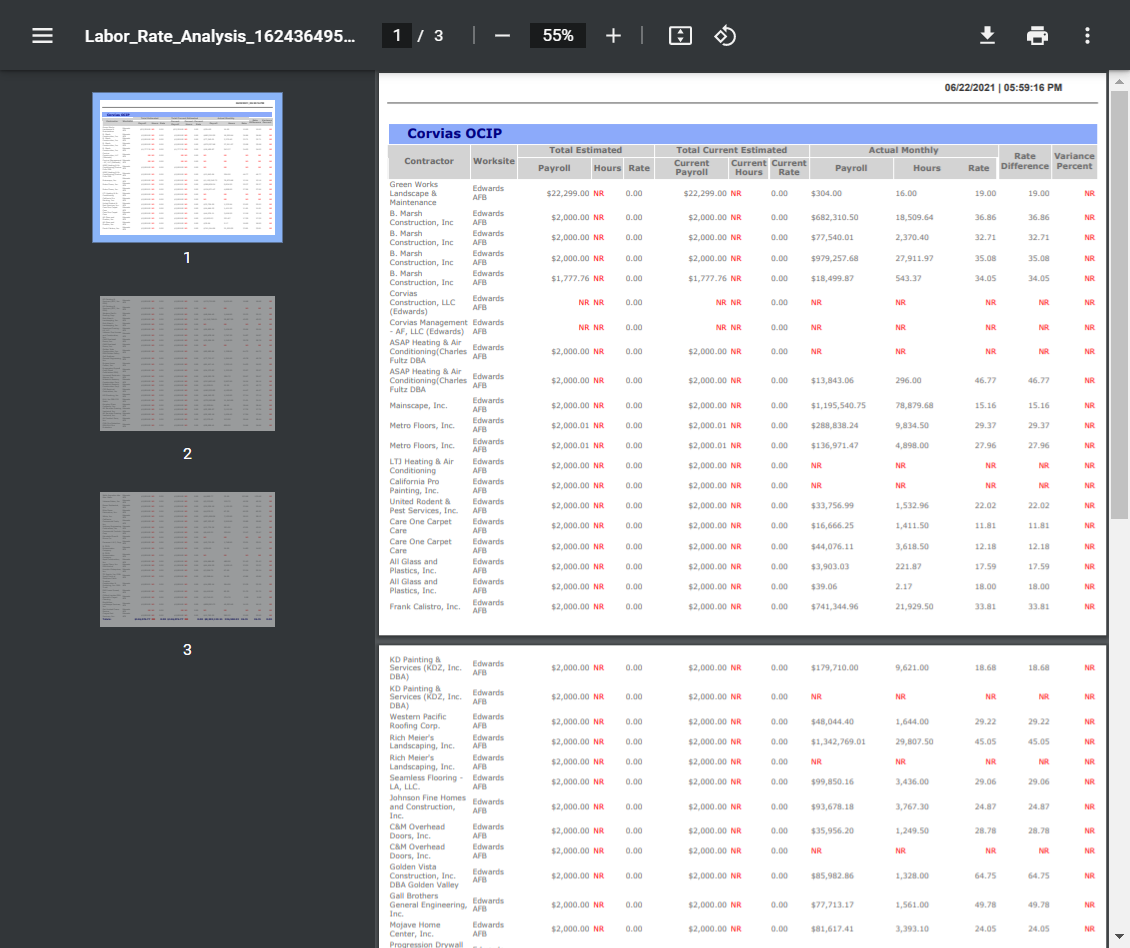 Labor_Rate_Analysis_162436495... 1 / 3 55%
06/22/2021 | 05:59:16 PM
Corvias OCIP
Total Estimated Total Current Estimated Actual Monthly
Contractor Worksite Payroll Hours Rate Current Payroll Current Hours Current Rate Payroll Hours Rate Rate Difference Variance Percent
Green Works
Landscape &
Maintenance
Edwards
AFB
$22,299.00 NR 0.00 $22,299.00 NR 0.00 $304.00 16.00 19.00 19.00 NR
B. Marsh
Construction, Inc
Edwards
AFB
$2,000.00 NR 0.00 $2,000.00 NR 0.00 $682,310.50 18,509.64 36.86 36.86 NR
B. Marsh
Construction, Inc
Edwards
AFB
$2,000.00 NR 0.00 $2,000.00 NR 0.00 $77,540.01 2,370.40 32.71 32.71 NR
B. Marsh
Construction, Inc
Edwards
AFB
$2,000.00 NR 0.00 $2,000.00 NR 0.00 $979,257.68 27,911.97 35.08 35.08 NR
B. Marsh
Construction, Inc
Edwards
AFB
$1,777.76 NR 0.00 $1,777.76 NR 0.00 $18,499.87 543.37 34.05 34.05 NR
Corvias
Construction, LLC
(Edwards)
Edwards
AFB
NR NR 0.00 NR NR 0.00 NR NR NR NR NR
Corvias Management
- AF, LLC (Edwards)
Edwards
AFB
NR NR 0.00 NR NR 0.00 NR NR NR NR NR
ASAP Heating & Air
Conditioning(Charles
Fultz DBA
Edwards
AFB
$2,000.00 NR 0.00 $2,000.00 NR 0.00 NR NR NR NR NR
ASAP Heating & Air
Conditioning(Charles
Fultz DBA
Edwards
AFB
$2,000.00 NR 0.00 $2,000.00 NR 0.00 $13,843.06 296.00 46.77 46.77 NR
Mainscape, Inc.
Edwards
AFB
$2,000.00 NR 0.00 $2,000.00 NR 0.00 $1,195,540.75 78,879.68 15.16 15.16 NR
Metro Floors, Inc.
Edwards
AFB
$2,000.01 NR 0.00 $2,000.01 NR 0.00 $288,838.24 9,834.50 29.37 29.37 NR
Metro Floors, Inc.
Edwards
AFB
$2,000.01 NR 0.00 $2,000.01 NR 0.00 $136,971.47 4,898.00 27.96 27.96 NR
LTJ Heating & Air
Conditioning
Edwards
AFB
$2,000.00 NR 0.00 $2,000.00 NR 0.00 NR NR NR NR NR
California Pro
Painting, Inc.
Edwards
AFB
$2,000.00 NR 0.00 $2,000.00 NR 0.00 NR NR NR NR NR
United Rodent &
Pest Services, Inc.
Edwards
AFB
$2,000.00 NR 0.00 $2,000.00 NR 0.00 $33,756.99 1,532.96 22.02 22.02 NR
Care One Carpet
Care
Edwards
AFB
$2,000.00 NR 0.00 $2,000.00 NR 0.00 $16,666.25 1,411.50 11.81 11.81 NR
Care One Carpet
Care
Edwards
AFB
$2,000.00 NR 0.00 $2,000.00 NR 0.00 $44,076.11 3,618.50 12.18 12.18 NR
All Glass and
Plastics, Inc.
Edwards
AFB
$2,000.00 NR 0.00 $2,000.00 NR 0.00 $3,903.03 221.87 17.59 17.59 NR
All Glass and
Plastics, Inc.
Edwards
AFB
$2,000.00 NR 0.00 $2,000.00 NR 0.00 $39.06 2.17 18.00 18.00 NR
Frank Calistro, Inc.
Edwards
AFB
$2,000.00 NR 0.00 $2,000.00 NR 0.00 $741,344.96 21,929.50 33.81 33.81 NR
KD Painting &
Services (KDZ, Inc.
DBA)
Edwards
AFB
$2,000.00 NR 0.00 $2,000.00 NR 0.00 $179,710.00 9,621.00 18.68 18.68 NR
KD Painting &
Services (KDZ, Inc.
DBA)
Edwards
AFB
$2,000.00 NR 0.00 $2,000.00 NR 0.00 NR NR NR NR NR
Western Pacific
Roofing Corp.
Edwards
AFB
$2,000.00 NR 0.00 $2,000.00 NR 0.00 $48,044.40 1,644.00 29.22 29.22 NR
Rich Meier's
Landscaping, Inc.
Edwards
AFB
$2,000.00 NR 0.00 $2,000.00 NR 0.00 $1,342,769.01 29,807.50 45.05 45.05 NR
Rich Meier's
Landscaping, Inc.
Edwards
AFB
$2,000.00 NR 0.00 $2,000.00 NR 0.00 NR NR NR NR NR
Seamless Flooring -
LA, LLC.
Edwards
AFB
$2,000.00 NR 0.00 $2,000.00 NR 0.00 $99,850.16 3,436.00 29.06 29.06 NR
Johnson Fine Homes
and Construction,
Inc.
Edwards
AFB
$2,000.00 NR 0.00 $2,000.00 NR 0.00 $93,678.18 3,767.30 24.87 24.87 NR
C&M Overhead
Doors, Inc.
Edwards
AFB
$2,000.00 NR 0.00 $2,000.00 NR 0.00 $35,956.20 1,249.50 28.78 28.78 NR
C&M Overhead
Doors, Inc.
Edwards
AFB
$2,000.00 NR 0.00 $2,000.00 NR 0.00 NR NR NR NR NR
Golden Vista
Construction, Inc.
DBA Golden Valley
Edwards
AFB
$2,000.00 NR 0.00 $2,000.00 NR 0.00 $85,982.86 1,328.00 64.75 64.75 NR
Gall Brothers
General Engineering,
Inc.
Edwards
AFB
$2,000.00 NR 0.00 $2,000.00 NR 0.00 $77,713.17 1,561.00 49.78 49.78 NR
Mojave Home
Center, Inc.
Edwards
AFB
$2,000.00 NR 0.00 $2,000.00 NR 0.00 $81,617.41 3,393.10 24.05 24.05 NR
Progression Drywall
1
2
3